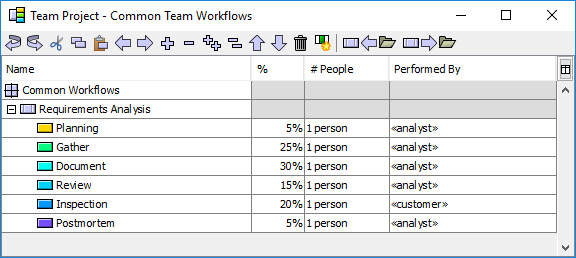 Team Project - Common Team Workflows
Name % # People Performed By
Common Workflows
Requirements Analysis
Planning 5% 1 person «analyst»
Gather 25% 1 person «analyst»
Document 30% 1 person «analyst»
Review 15% 1 person «analyst»
Inspection 20% 1 person «customer»
Postmortem 5% 1 person «analyst»